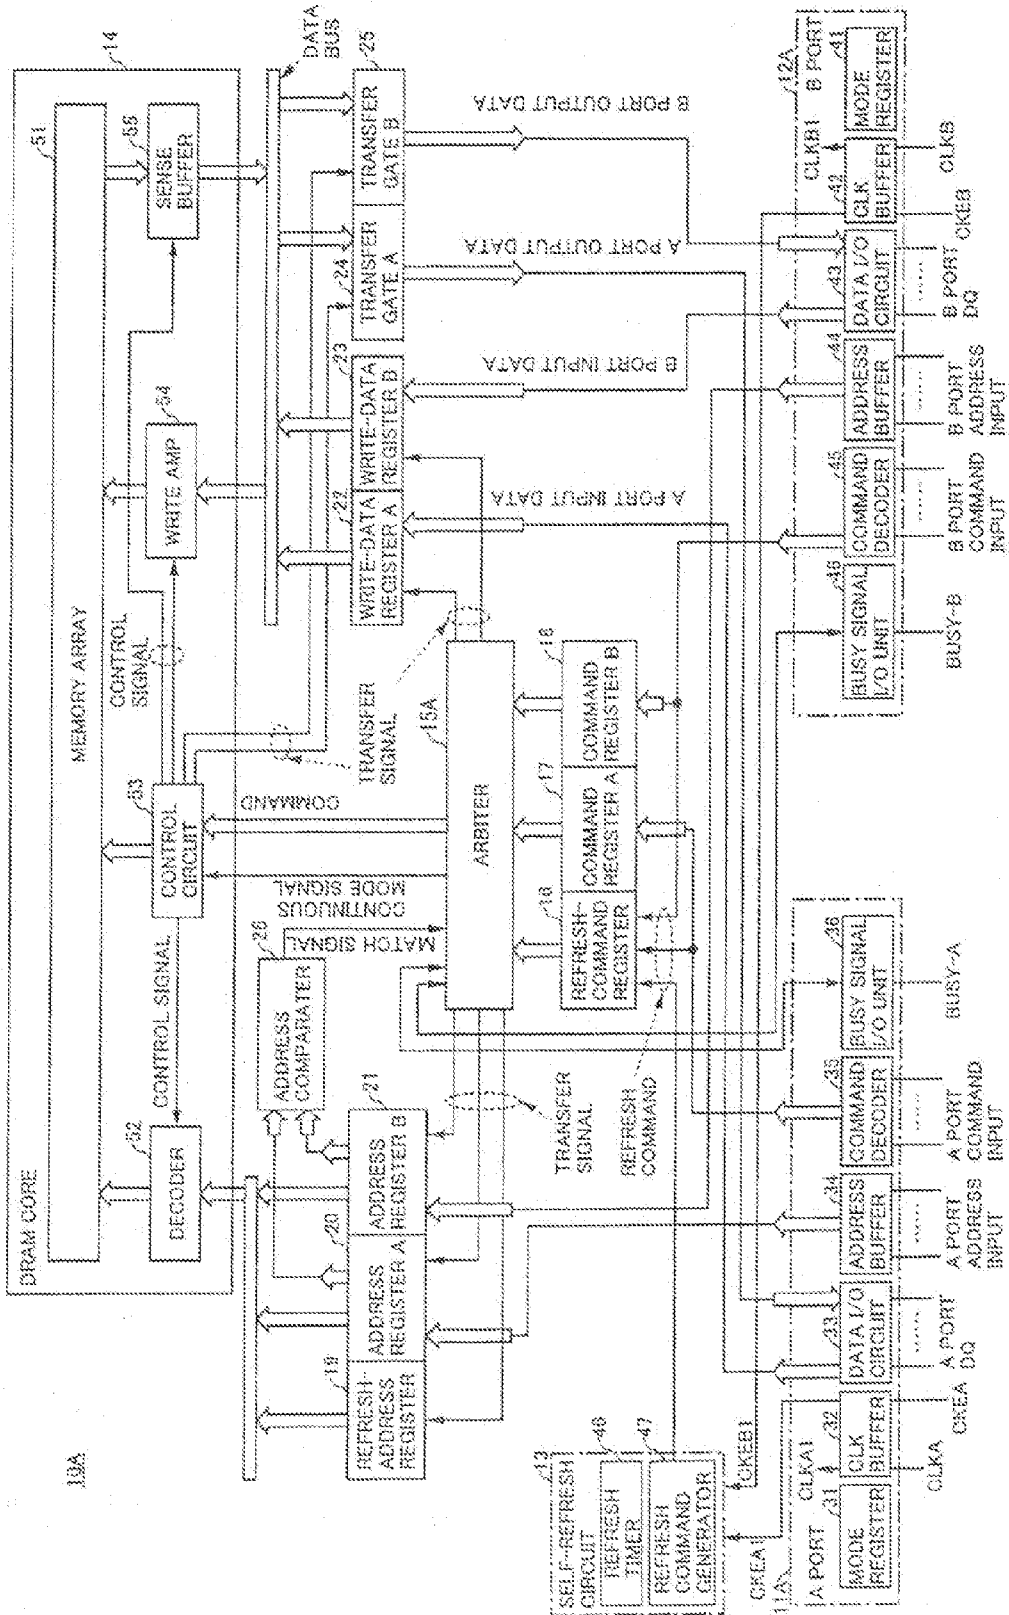 10A
DRAM CORE
14
MEMORY ARRAY
51
52
DECODER
CONTROL SIGNAL
53
CONTROL
CIRCUIT
CONTROL
SIGNAL
54
WRITE AMP
55
SENSE
BUFFER
DATA
BUS
19
REFRESH-
ADDRESS
REGISTER
20
ADDRESS
REGISTER A
21
ADDRESS
REGISTER B
26
ADDRESS
COMPARATER
MATCH SIGNAL
CONTINUOUS
MODE SIGNAL
COMMAND
TRANSFER
SIGNAL
22
WRITE-DATA
REGISTER A
23
WRITE-DATA
REGISTER B
24
TRANSFER
GATE A
25
TRANSFER
GATE B
TRANSFER
SIGNAL
15A
ARBITER
TRANSFER
SIGNAL
16
REFRESH-
COMMAND
REGISTER
17
COMMAND
REGISTER A
18
COMMAND
REGISTER B
REFRESH
COMMAND
A PORT INPUT DATA
B PORT INPUT DATA
A PORT OUTPUT DATA
B PORT OUTPUT DATA
13
SELF-REFRESH
CIRCUIT
46
REFRESH
TIMER
47
REFRESH
COMMAND
GENERATOR
CKEA1
CKEB1
11A
A PORT
31
MODE
REGISTER
CLKA1
32
CLK
BUFFER
33
DATA I/O
CIRCUIT
34
ADDRESS
BUFFER
35
COMMAND
DECODER
36
BUSY SIGNAL
I/O UNIT
CLKA
CKEA
A PORT
DQ
A PORT
ADDRESS
INPUT
A PORT
COMMAND
INPUT
BUSY-A
46
BUSY SIGNAL
I/O UNIT
45
COMMAND
DECODER
44
ADDRESS
BUFFER
43
DATA I/O
CIRCUIT
42
CLK
BUFFER
CLKB1
41
MODE
REGISTER
12A
B PORT
BUSY-B
B PORT
COMMAND
INPUT
B PORT
ADDRESS
INPUT
B PORT
DQ
CKEB
CLKB